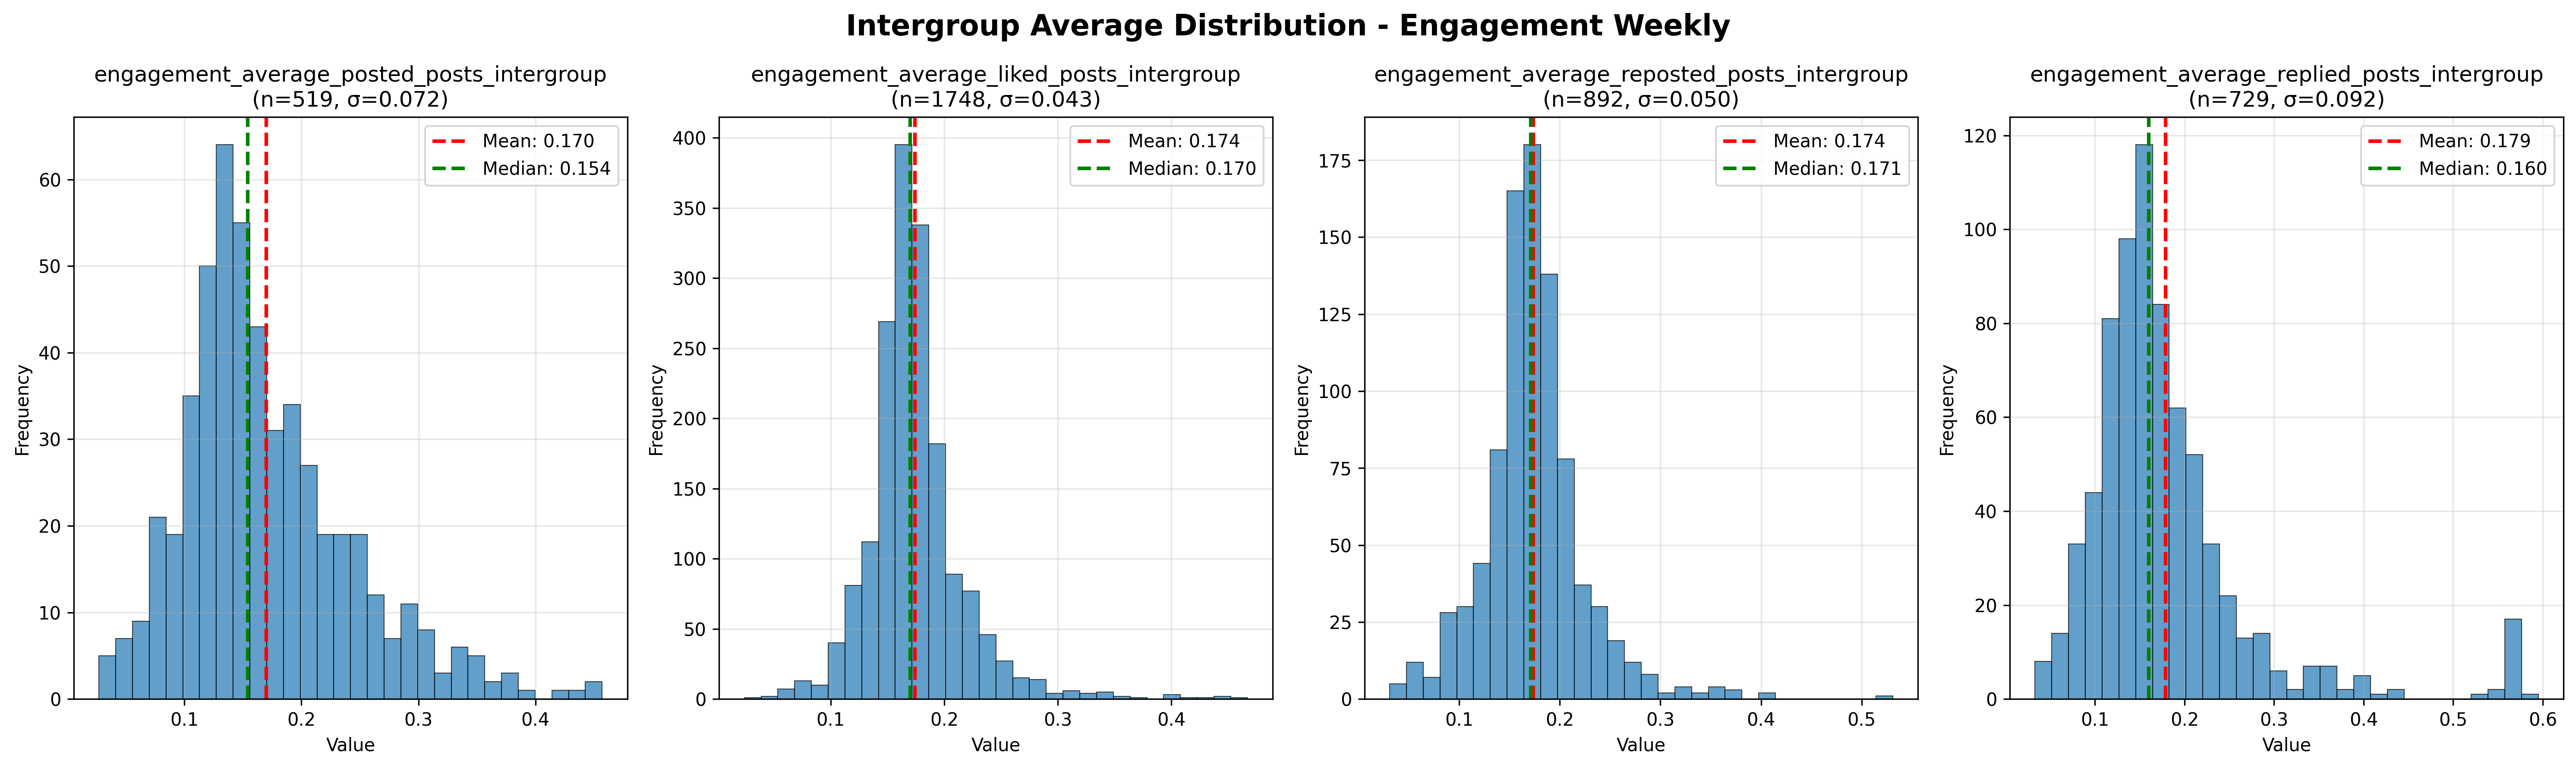 Intergroup Average Distribution - Engagement Weekly
engagement_average_posted_posts_intergroup
(n=519, σ=0.072)
Mean: 0.170
Median: 0.154
Frequency
60
50
40
30
20
10
0
0.1 0.2 0.3 0.4
Value
engagement_average_liked_posts_intergroup
(n=1748, σ=0.043)
Mean: 0.174
Median: 0.170
Frequency
400
350
300
250
200
150
100
50
0
0.1 0.2 0.3 0.4
Value
engagement_average_reposted_posts_intergroup
(n=892, σ=0.050)
Mean: 0.174
Median: 0.171
Frequency
175
150
125
100
75
50
25
0
0.1 0.2 0.3 0.4 0.5
Value
engagement_average_replied_posts_intergroup
(n=729, σ=0.092)
Mean: 0.179
Median: 0.160
Frequency
120
100
80
60
40
20
0
0.1 0.2 0.3 0.4 0.5 0.6
Value